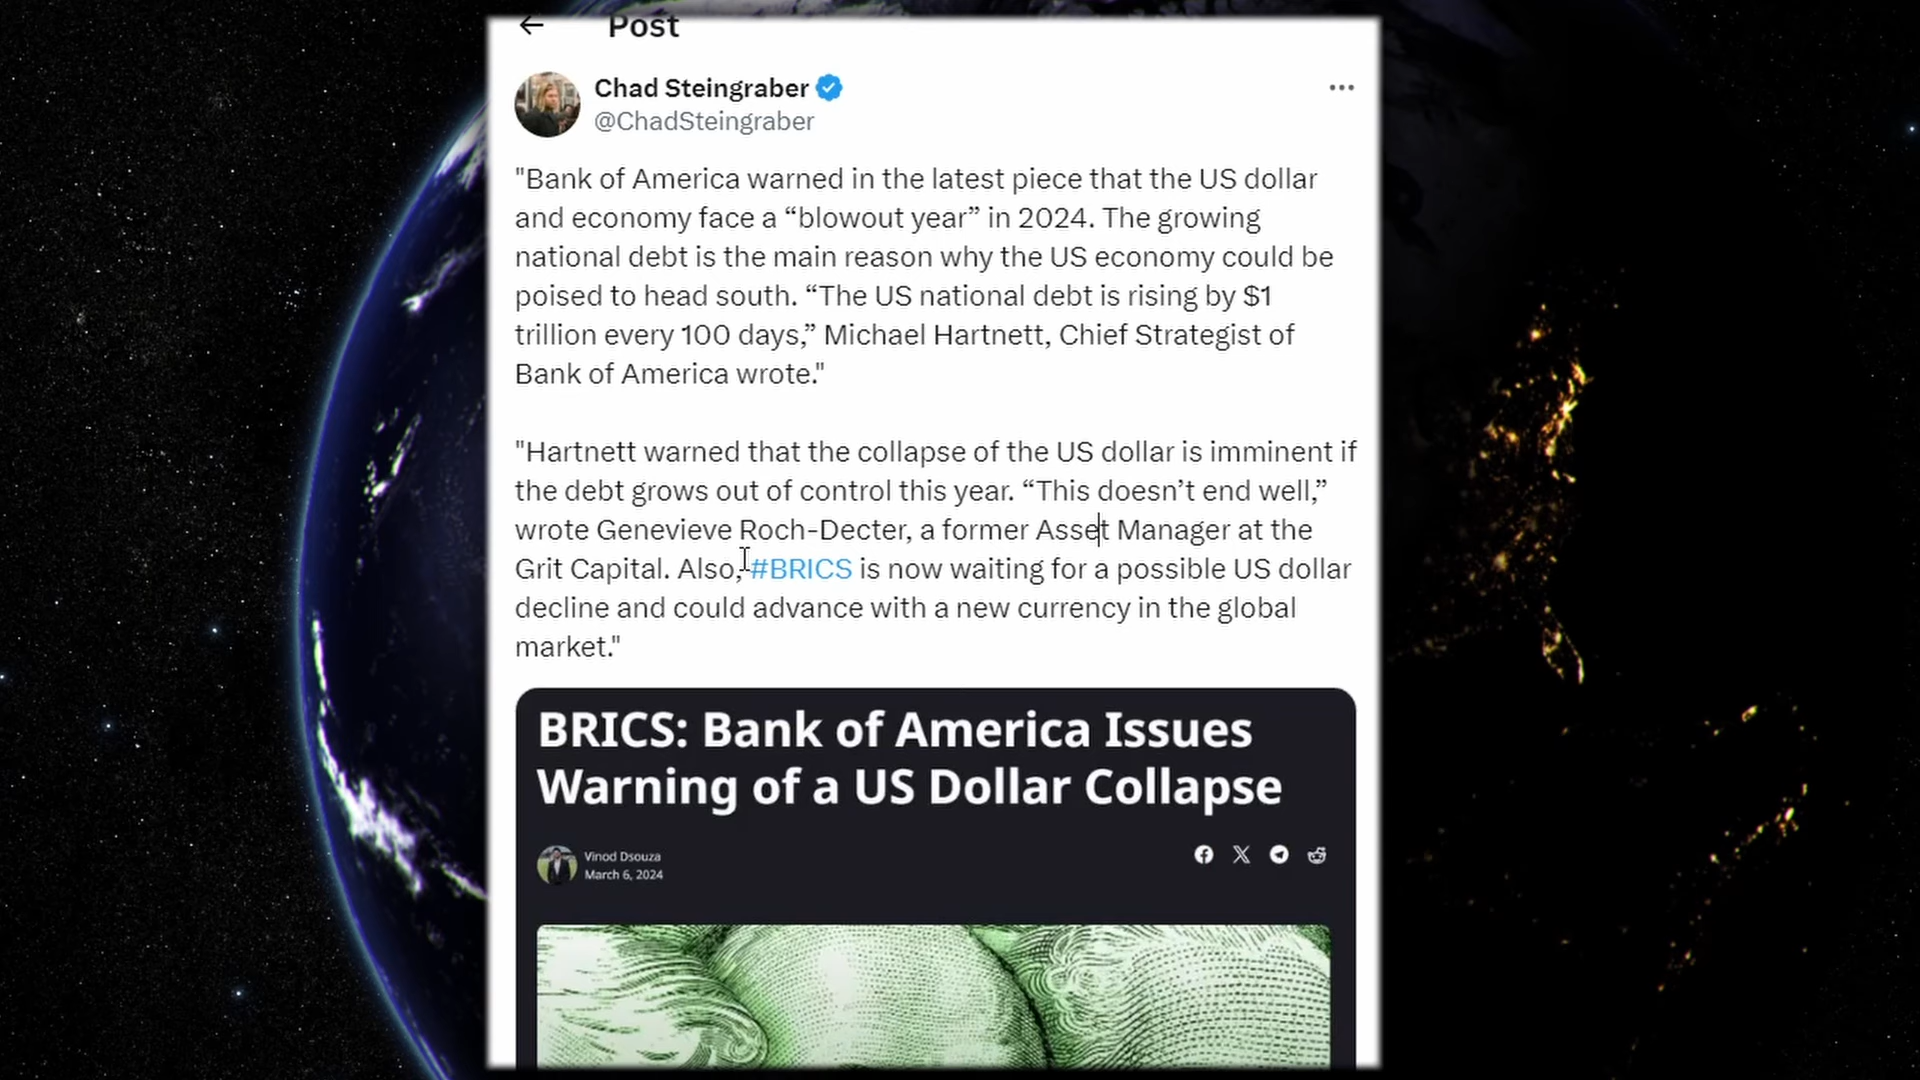 Post
Chad Steingraber
@ChadSteingraber
"Bank of America warned in the latest piece that the US dollar
and economy face a “blowout year” in 2024. The growing
national debt is the main reason why the US economy could be
poised to head south. “The US national debt is rising by $1
trillion every 100 days,” Michael Hartnett, Chief Strategist of
Bank of America wrote."
"Hartnett warned that the collapse of the US dollar is imminent if
the debt grows out of control this year. “This doesn’t end well,”
wrote Genevieve Roch-Decter, a former Asset Manager at the
Grit Capital. Also, #BRICS is now waiting for a possible US dollar
decline and could advance with a new currency in the global
market."
BRICS: Bank of America Issues
Warning of a US Dollar Collapse
Vinod Dsouza
March 6, 2024